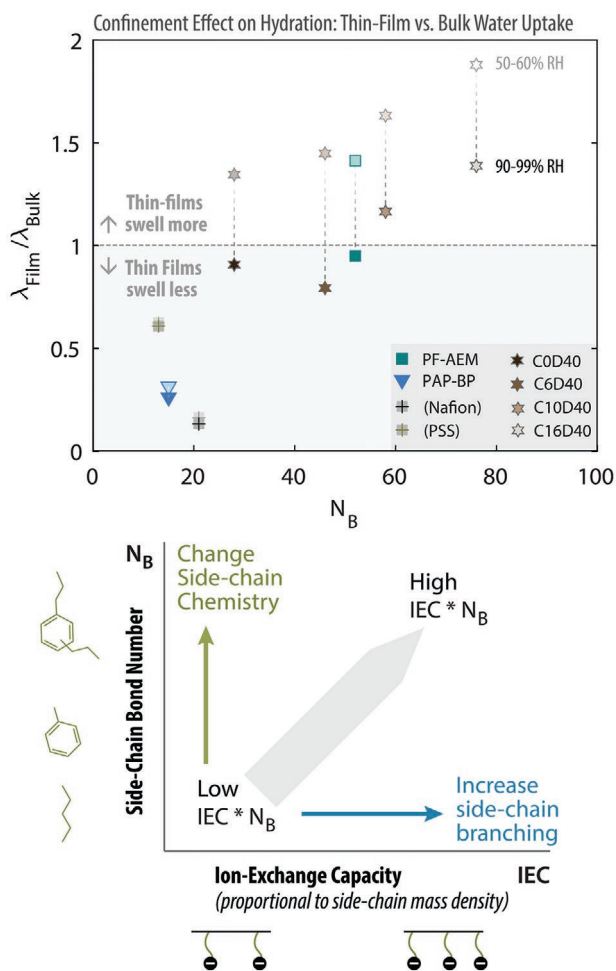 Confinement Effect on Hydration: Thin-Film vs. Bulk Water Uptake
2
1.5
1
0.5
0
λFilm/λBulk
50-60% RH
90-99% RH
↑ Thin-films
swell more
↓ Thin Films
swell less
PF-AEM
PAP-BP
(Nafion)
(PSS)
C0D40
C6D40
C10D40
C16D40
0 20 40 60 80 100
NB
NB
Side-Chain Bond Number
Change
Side-chain
Chemistry
High
IEC * NB
Low
IEC * NB
Increase
side-chain
branching
Ion-Exchange Capacity IEC
(proportional to side-chain mass density)